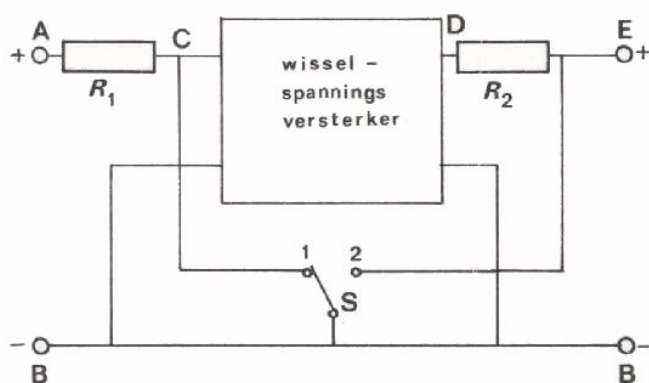 A
C
D
E
+
+
R1
R2
wissel -
spannings
versterker
1
2
S
-
-
B
B